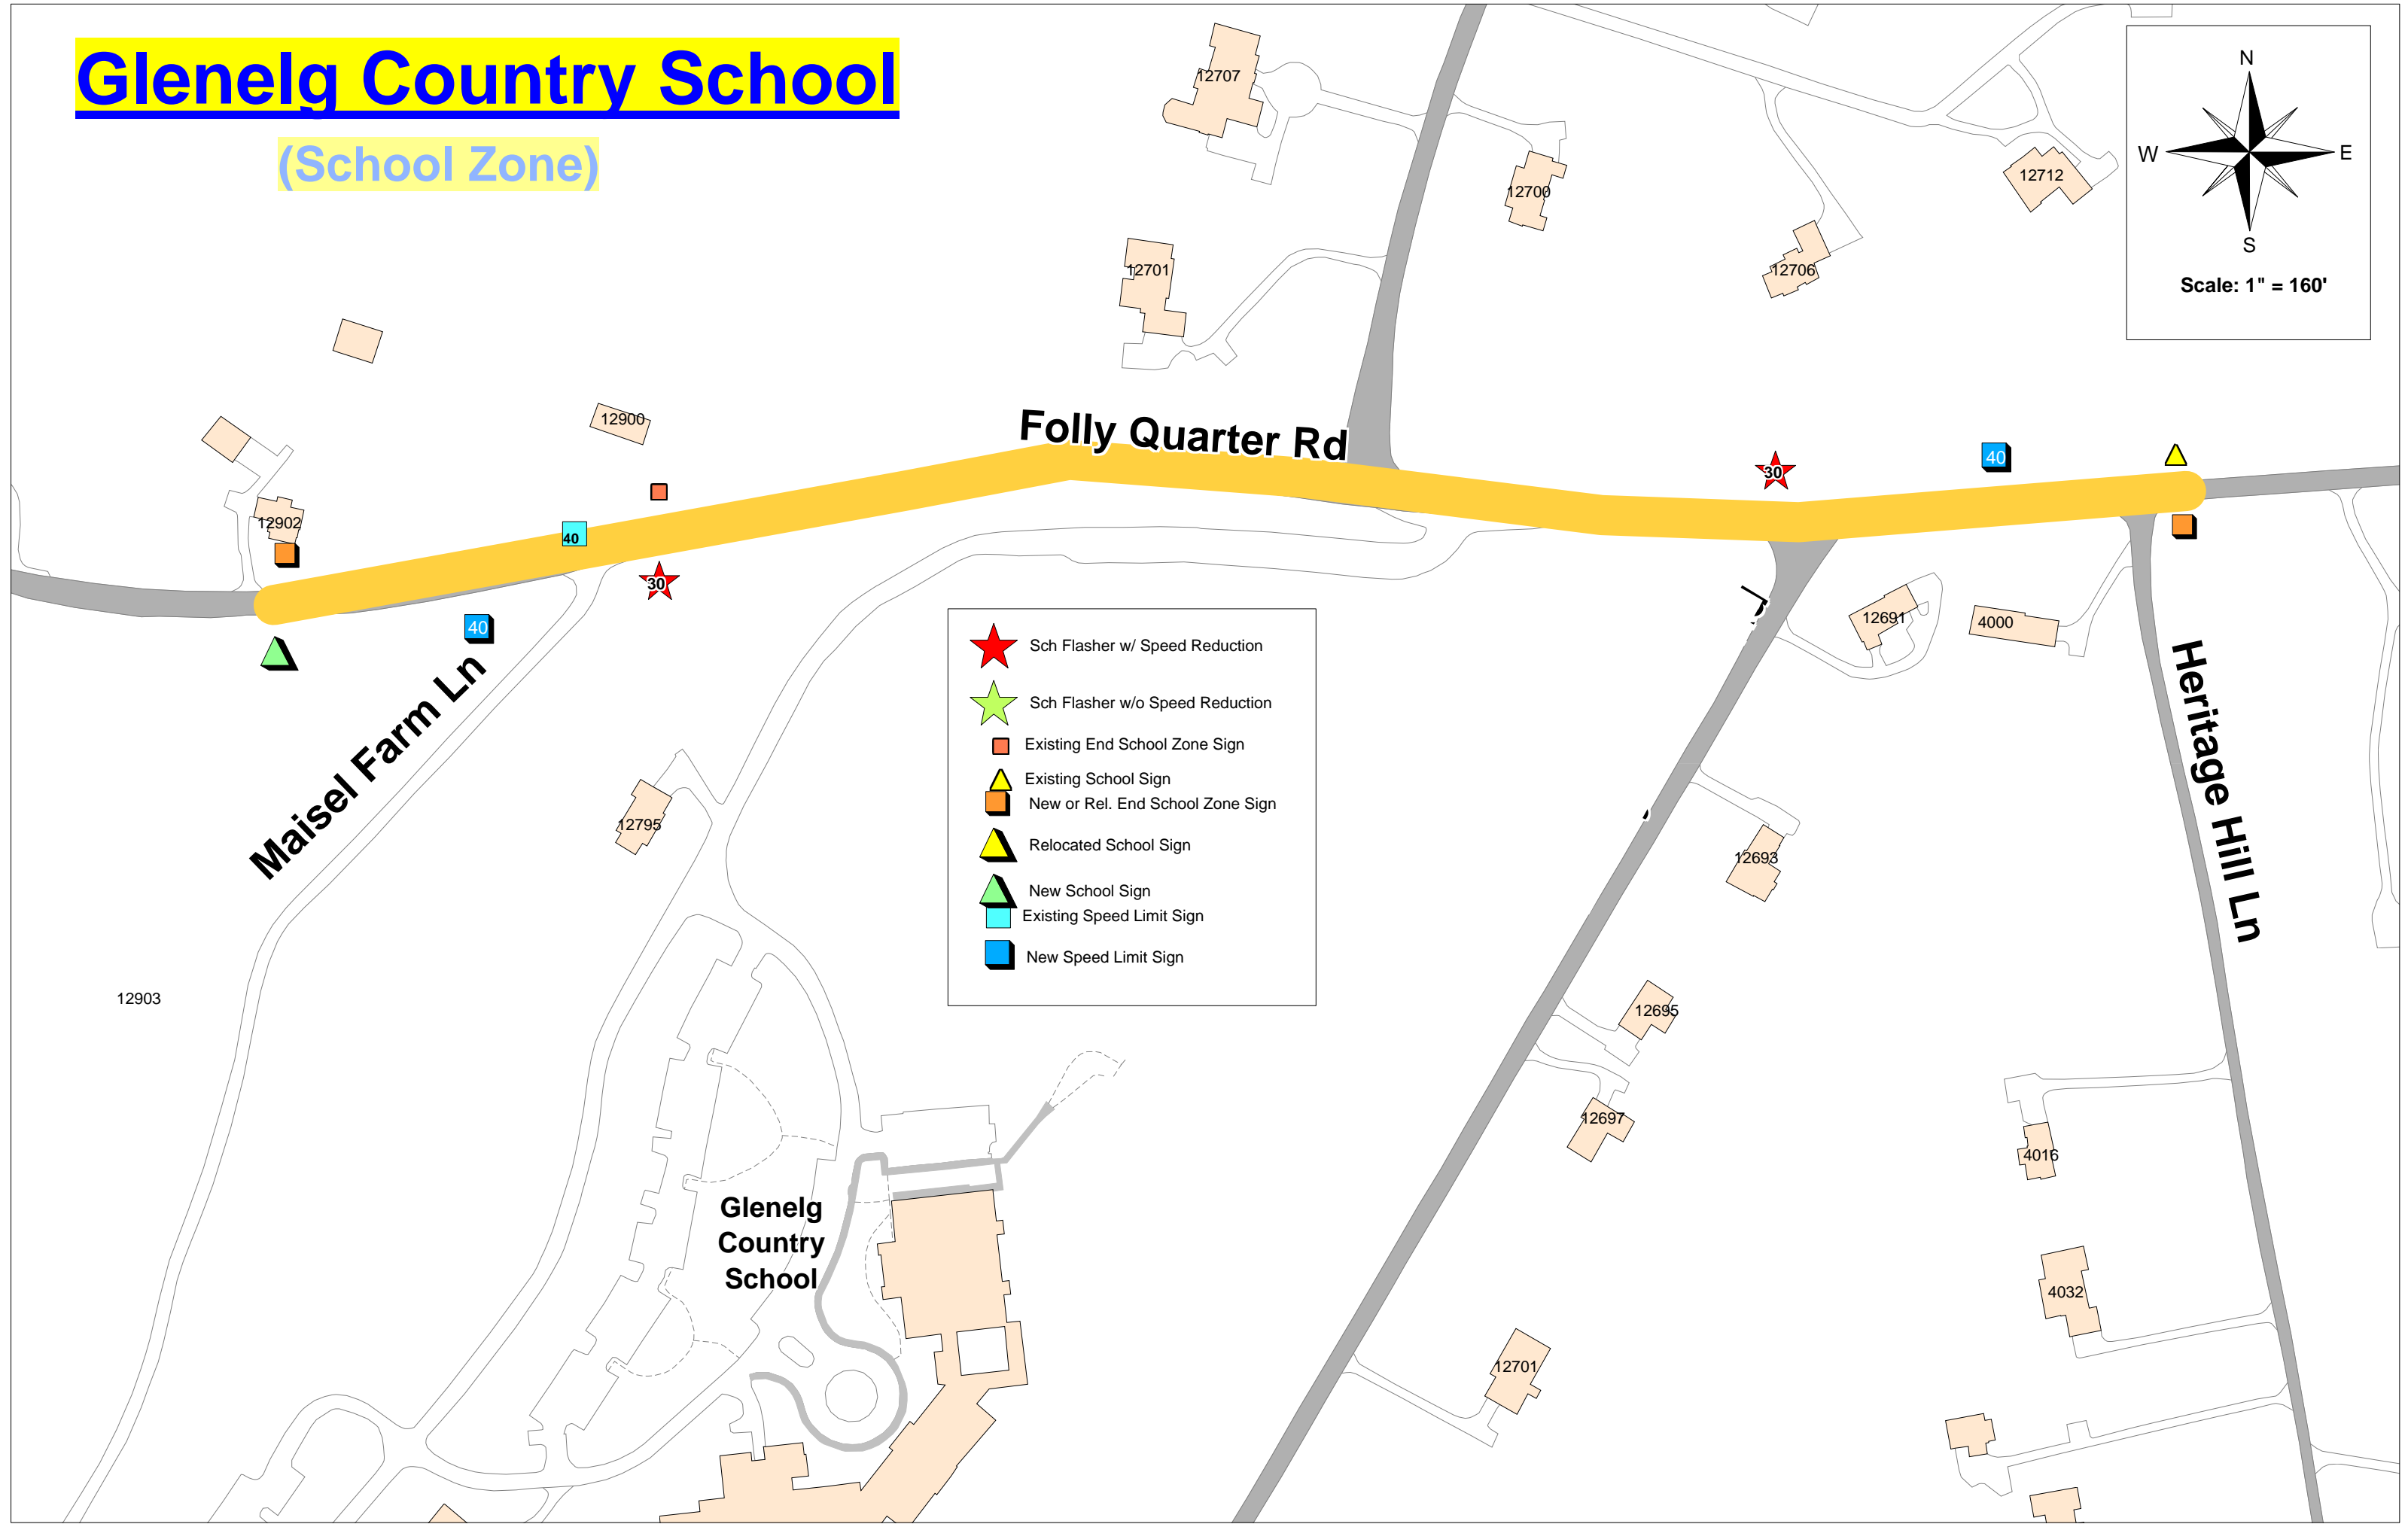 Glenelg Country School
(School Zone)
N
W
E
S
Scale: 1" = 160'
12707
12700
12712
12701
12706
12900
Folly Quarter Rd
30
40
12902
40
30
40
12691
4000
Maisel Farm Ln
Heritage Hill Ln
Sch Flasher w/ Speed Reduction
Sch Flasher w/o Speed Reduction
Existing End School Zone Sign
Existing School Sign
New or Rel. End School Zone Sign
Relocated School Sign
New School Sign
Existing Speed Limit Sign
New Speed Limit Sign
12795
12693
12903
12695
12697
4016
Glenelg
Country
School
4032
12701